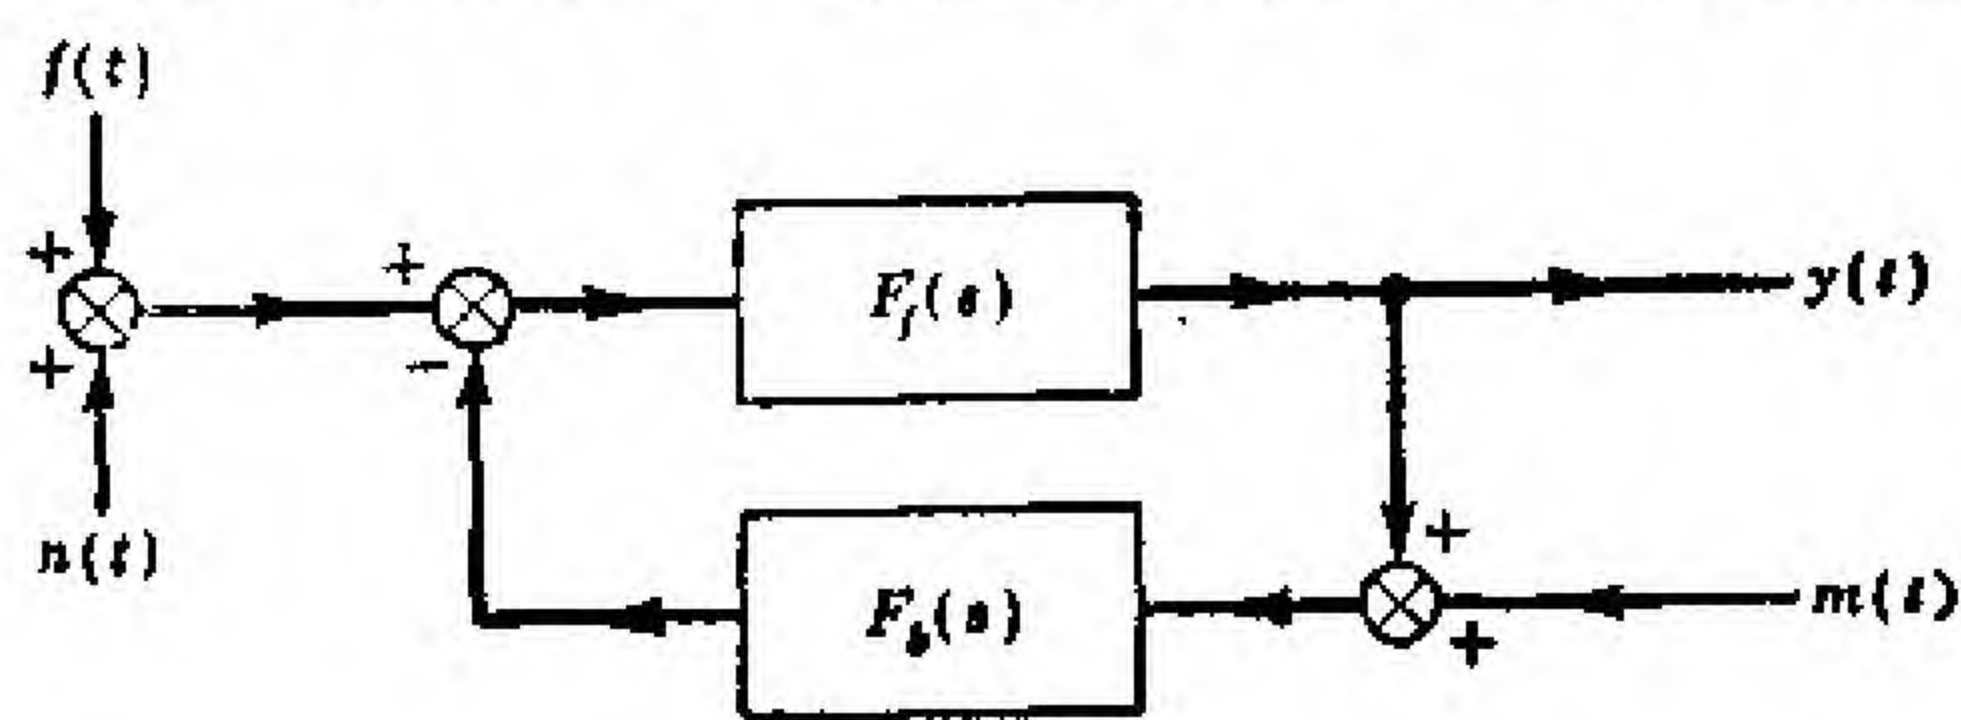 f(t)
+
+
n(t)
+
−
F_f(s)
y(t)
+
F_b(s)
m(t)
+